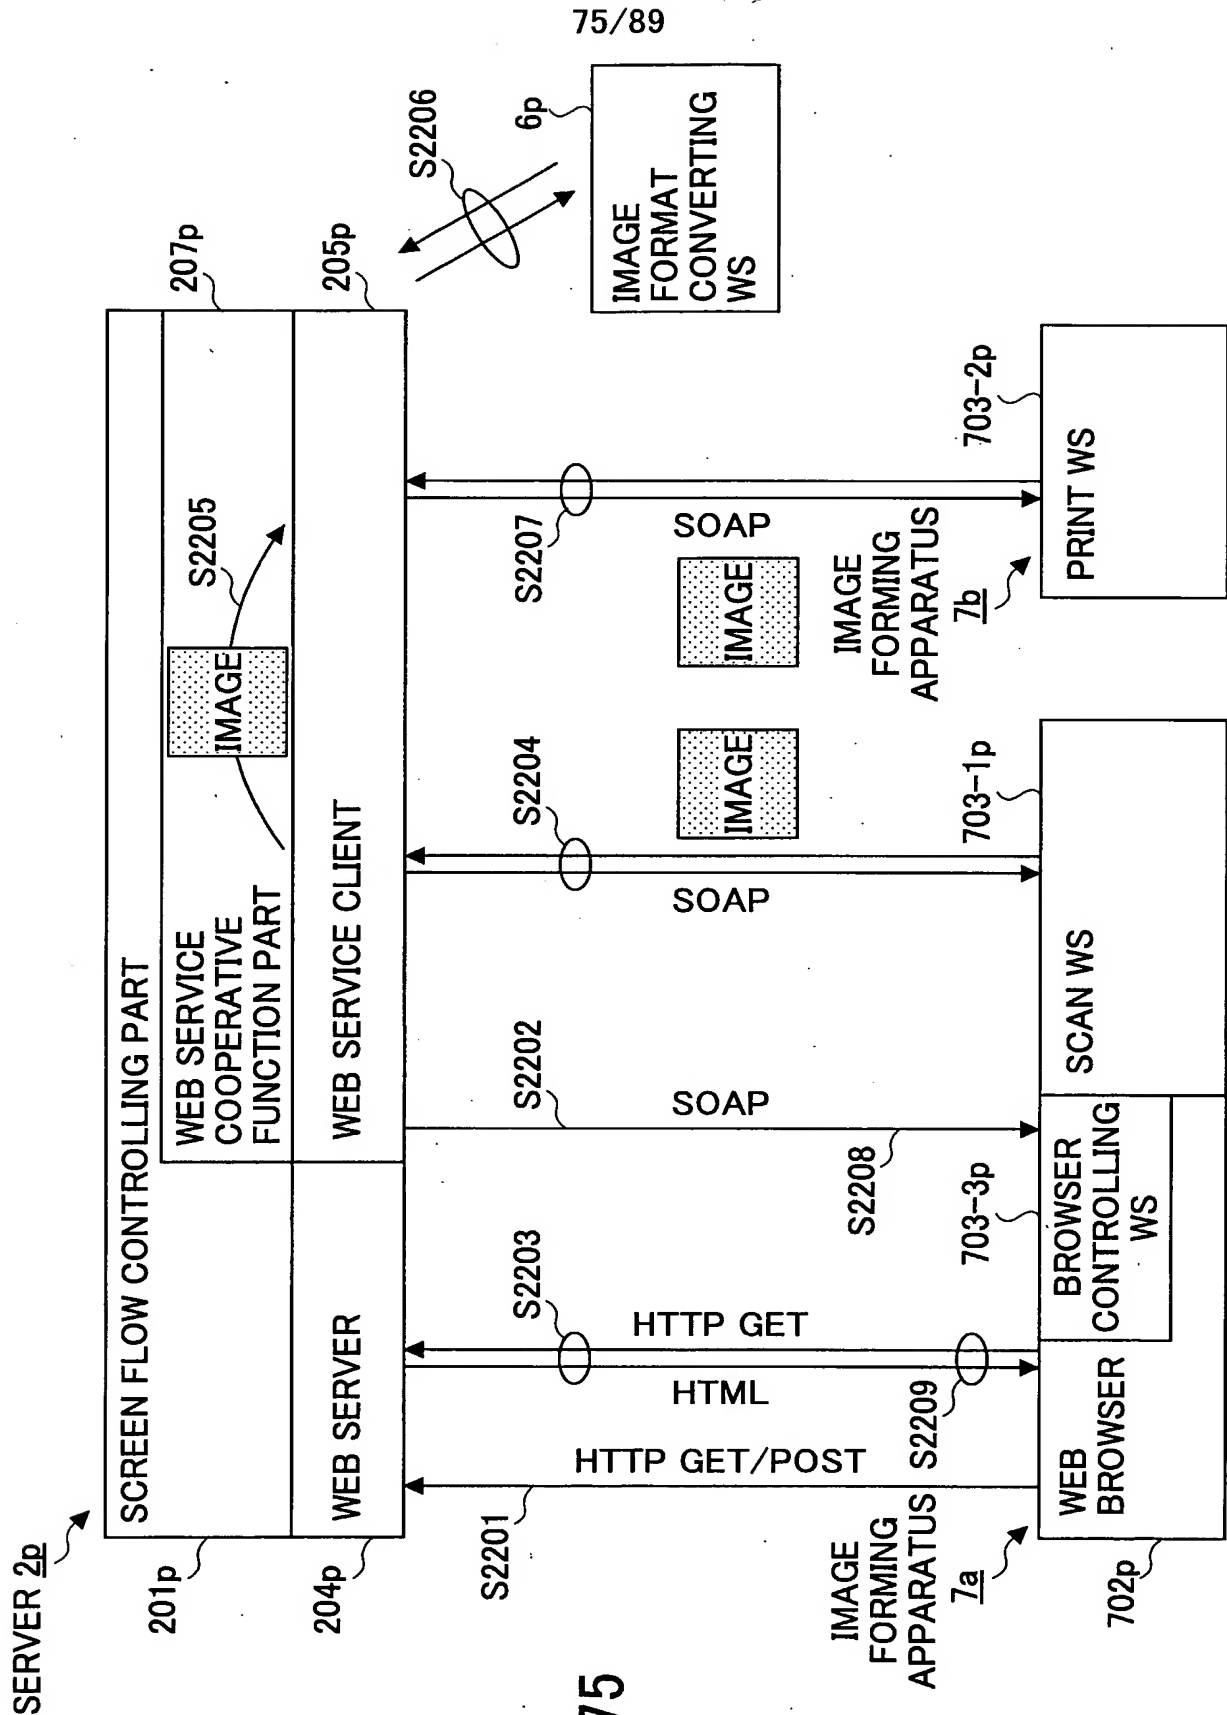 75/89
SERVER 2p
201p
SCREEN FLOW CONTROLLING PART
WEB SERVICE
COOPERATIVE
FUNCTION PART
IMAGE
S2205
207p
204p
WEB SERVER
WEB SERVICE CLIENT
205p
S2206
6p
IMAGE
FORMAT
CONVERTING
WS
S2201
HTTP GET/POST
S2203
HTTP GET
HTML
S2209
S2202
SOAP
S2208
S2204
SOAP
IMAGE
IMAGE
S2207
SOAP
IMAGE
FORMING
APPARATUS
7a
IMAGE
FORMING
APPARATUS
7b
702p
WEB
BROWSER
703-3p
BROWSER
CONTROLLING
WS
703-1p
SCAN WS
703-2p
PRINT WS
75